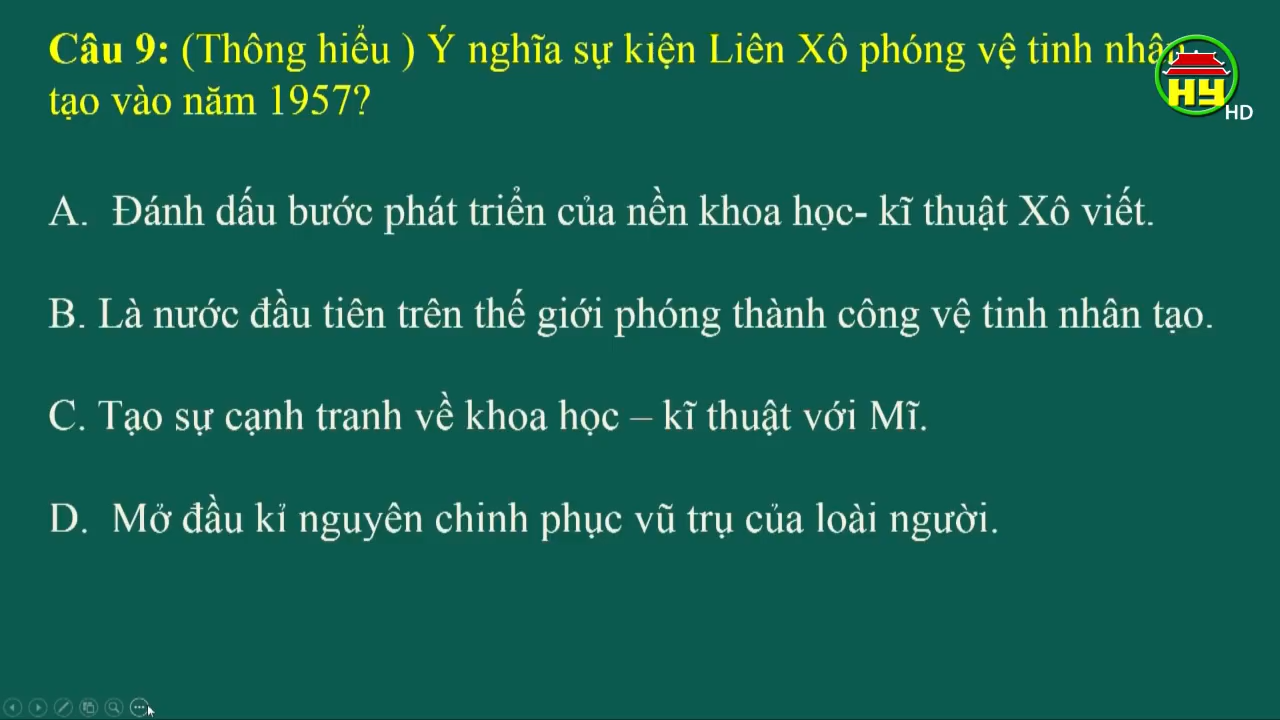 Câu 9: (Thông hiểu ) Ý nghĩa sự kiện Liên Xô phóng vệ tinh nhân
tạo vào năm 1957?
HY
HD
A. Đánh dấu bước phát triển của nền khoa học- kĩ thuật Xô viết.
B. Là nước đầu tiên trên thế giới phóng thành công vệ tinh nhân tạo.
C. Tạo sự cạnh tranh về khoa học – kĩ thuật với Mĩ.
D. Mở đầu kỉ nguyên chinh phục vũ trụ của loài người.